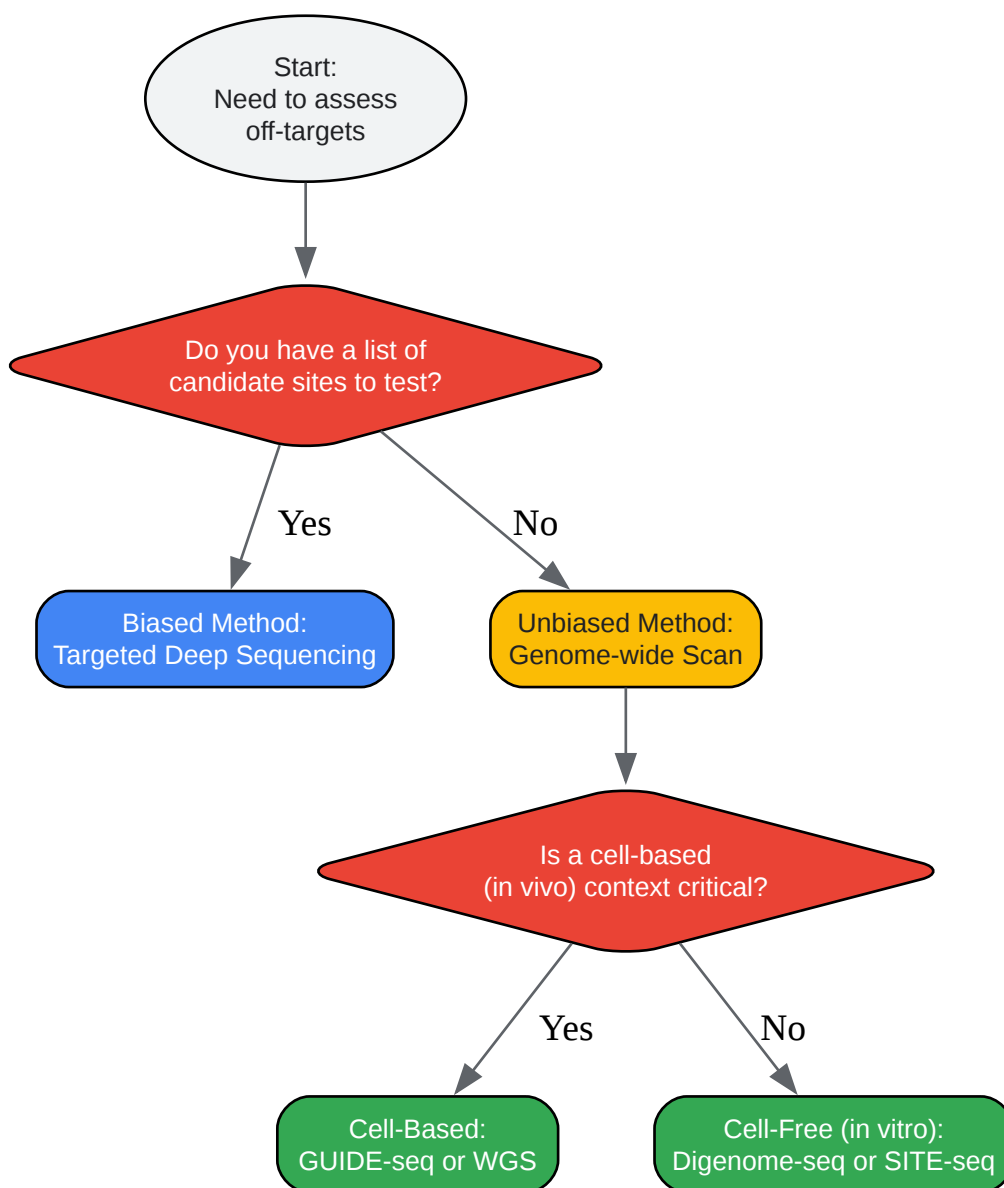 Start:
Need to assess
off-targets
Do you have a list of
candidate sites to test?
Yes
No
Biased Method:
Targeted Deep Sequencing
Unbiased Method:
Genome-wide Scan
Is a cell-based
(in vivo) context critical?
Yes
No
Cell-Based:
GUIDE-seq or WGS
Cell-Free (in vitro):
Digenome-seq or SITE-seq